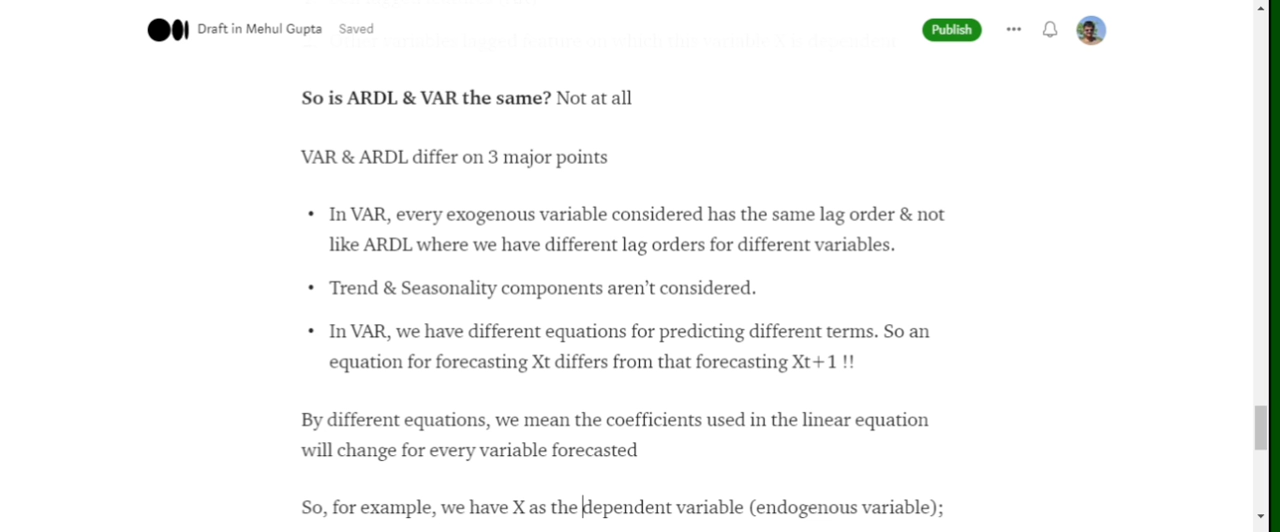 Draft in Mehul Gupta Saved Publish
So is ARDL & VAR the same? Not at all
VAR & ARDL differ on 3 major points
• In VAR, every exogenous variable considered has the same lag order & not
like ARDL where we have different lag orders for different variables.
• Trend & Seasonality components aren’t considered.
• In VAR, we have different equations for predicting different terms. So an
equation for forecasting Xt differs from that forecasting Xt+1 !!
By different equations, we mean the coefficients used in the linear equation
will change for every variable forecasted
So, for example, we have X as the dependent variable (endogenous variable);